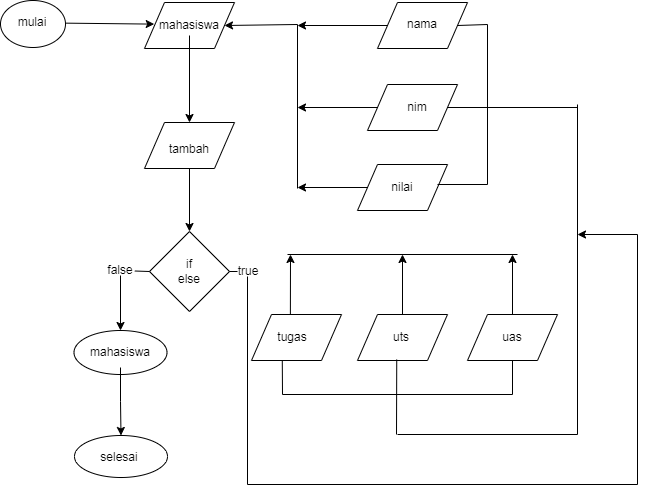 mulai
mahasiswa
nama
nim
tambah
nilai
if
else
false
true
tugas
uts
uas
mahasiswa
selesai